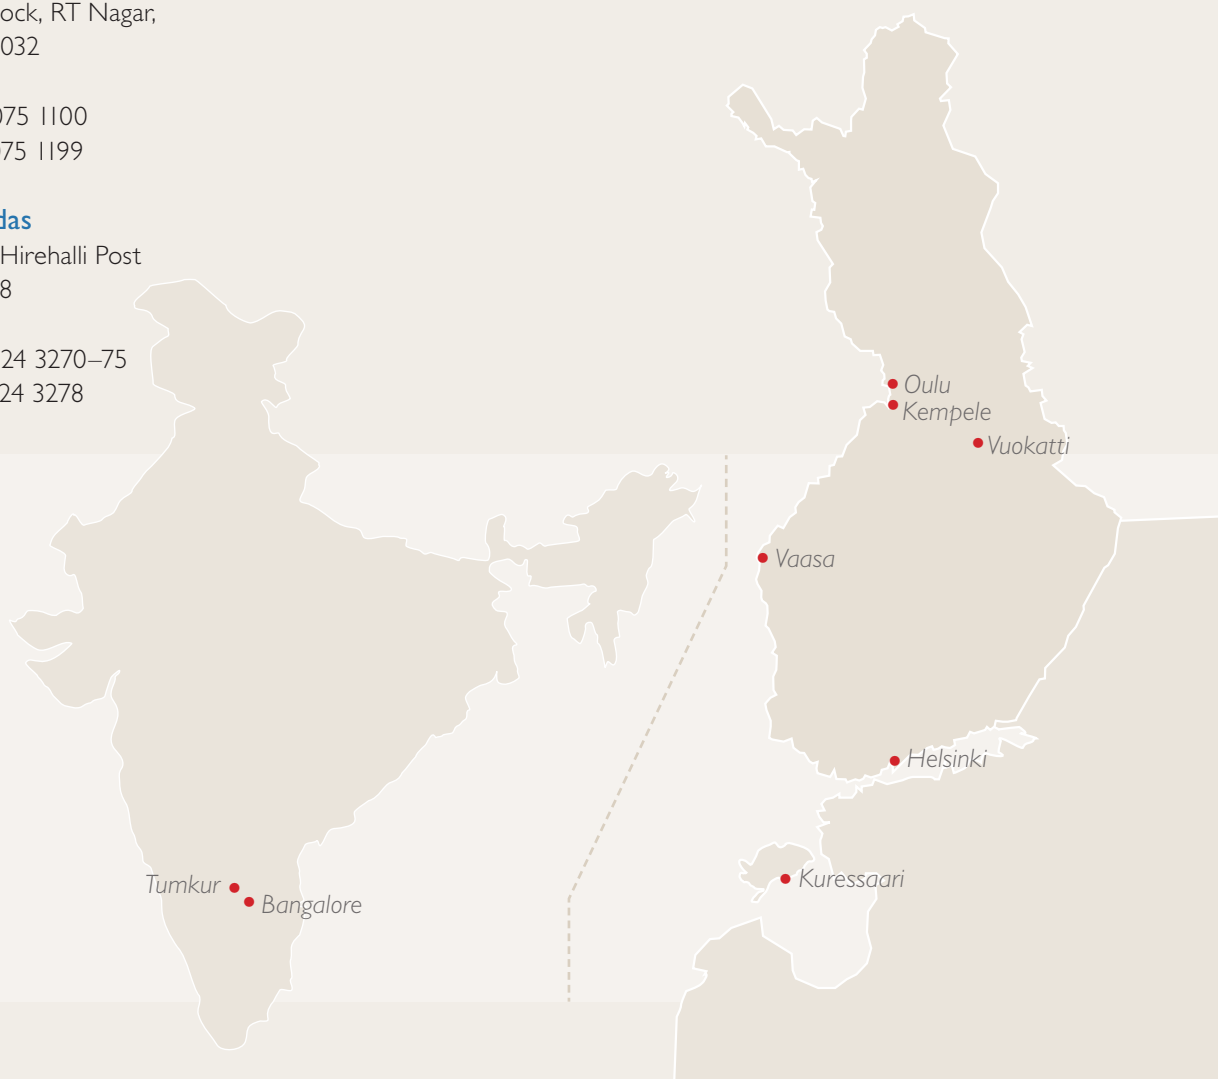 ock, RT Nagar,
032
075 1100
075 1199
das
Hirehalli Post
8
24 3270–75
24 3278
Oulu
Kempele
Vuokatti
Vaasa
Helsinki
Kuressaari
Tumkur
Bangalore